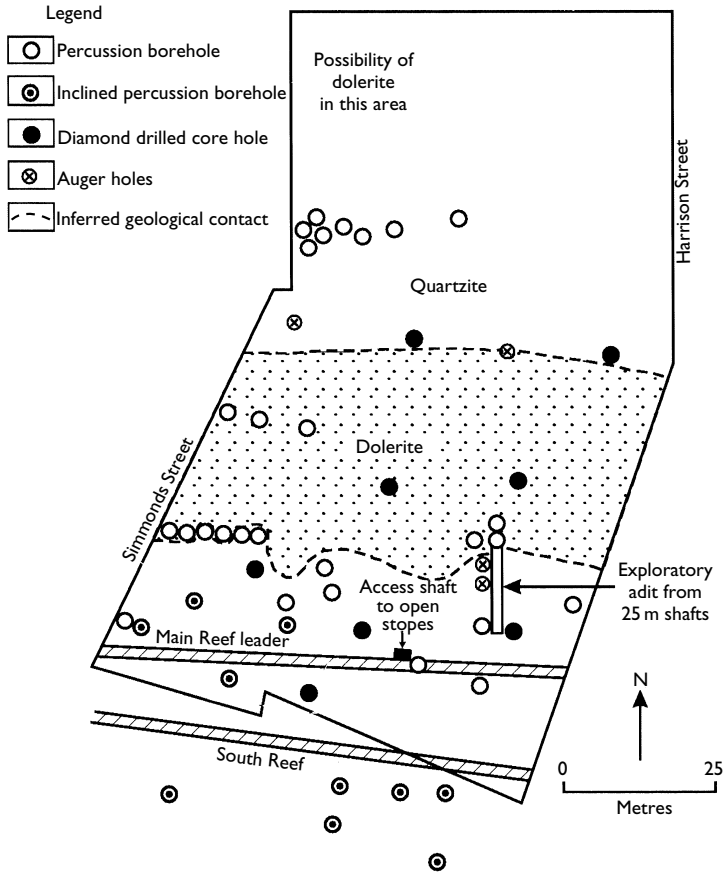 Legend
Percussion borehole
Inclined percussion borehole
Diamond drilled core hole
Auger holes
Inferred geological contact
Possibility of
dolerite
in this area
Harrison Street
Quartzite
Dolerite
Simmonds Street
Exploratory
adit from
25 m shafts
Access shaft
to open
stopes
Main Reef leader
South Reef
N
0
25
Metres